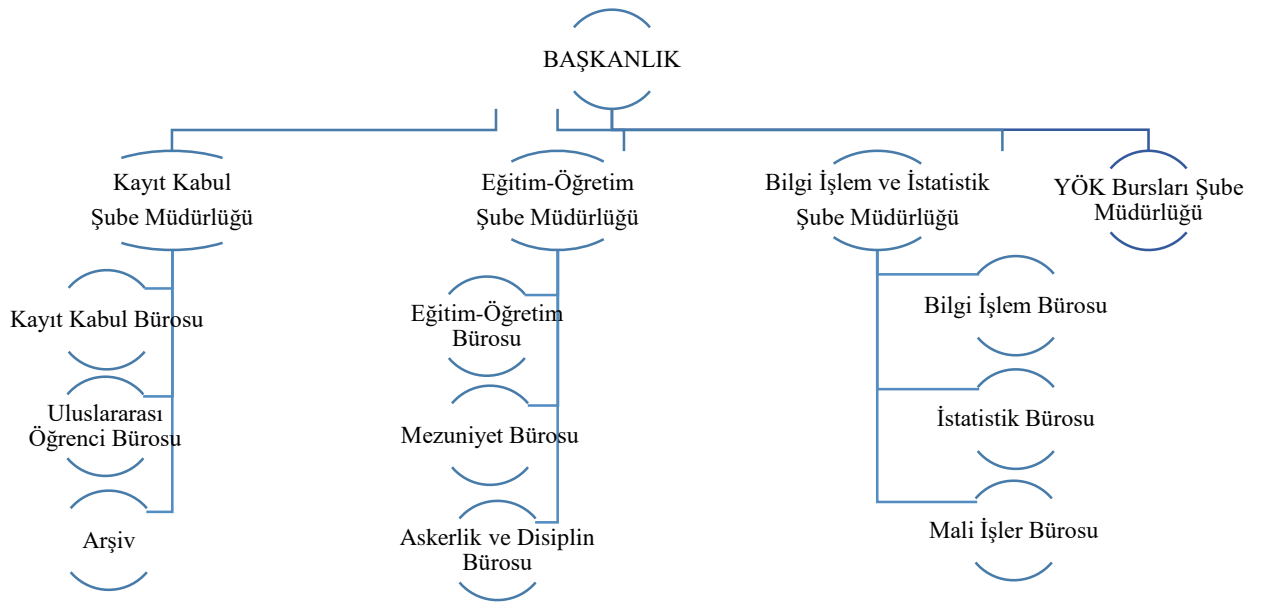 BAŞKANLIK
Kayıt Kabul
Şube Müdürlüğü
Eğitim-Öğretim
Şube Müdürlüğü
Bilgi İşlem ve İstatistik
Şube Müdürlüğü
YÖK Bursları Şube
Müdürlüğü
Kayıt Kabul Bürosu
Uluslararası
Öğrenci Bürosu
Arşiv
Eğitim-Öğretim
Bürosu
Mezuniyet Bürosu
Askerlik ve Disiplin
Bürosu
Bilgi İşlem Bürosu
İstatistik Bürosu
Mali İşler Bürosu